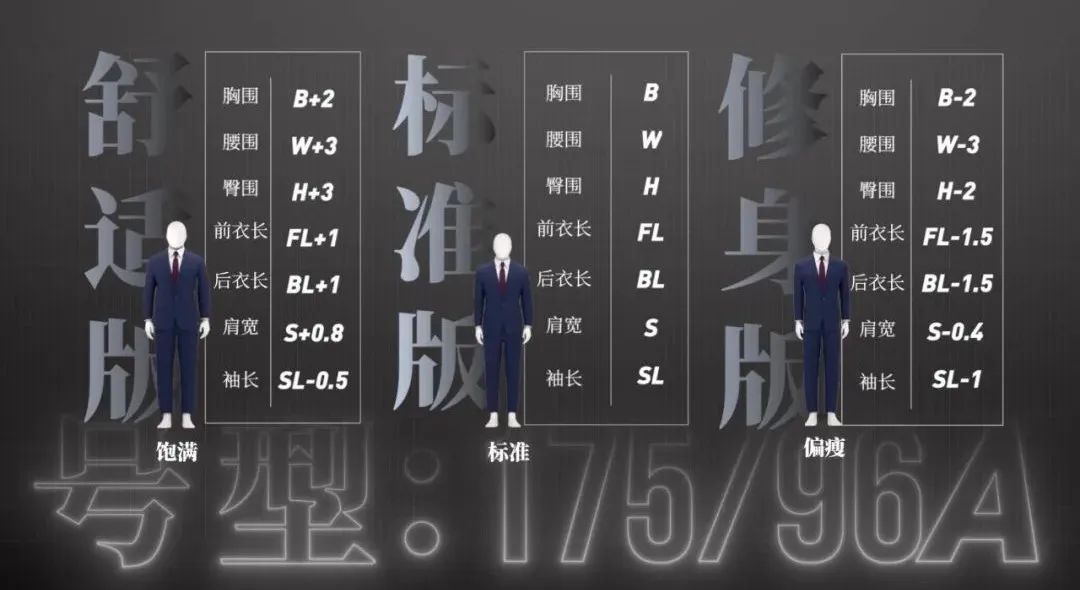 舒适版
胸围 B+2
腰围 W+3
臀围 H+3
前衣长 FL+1
后衣长 BL+1
肩宽 S+0.8
袖长 SL-0.5
饱满
标准版
胸围 B
腰围 W
臀围 H
前衣长 FL
后衣长 BL
肩宽 S
袖长 SL
标准
修身版
胸围 B-2
腰围 W-3
臀围 H-2
前衣长 FL-1.5
后衣长 BL-1.5
肩宽 S-0.4
袖长 SL-1
偏瘦
号型:175/96A